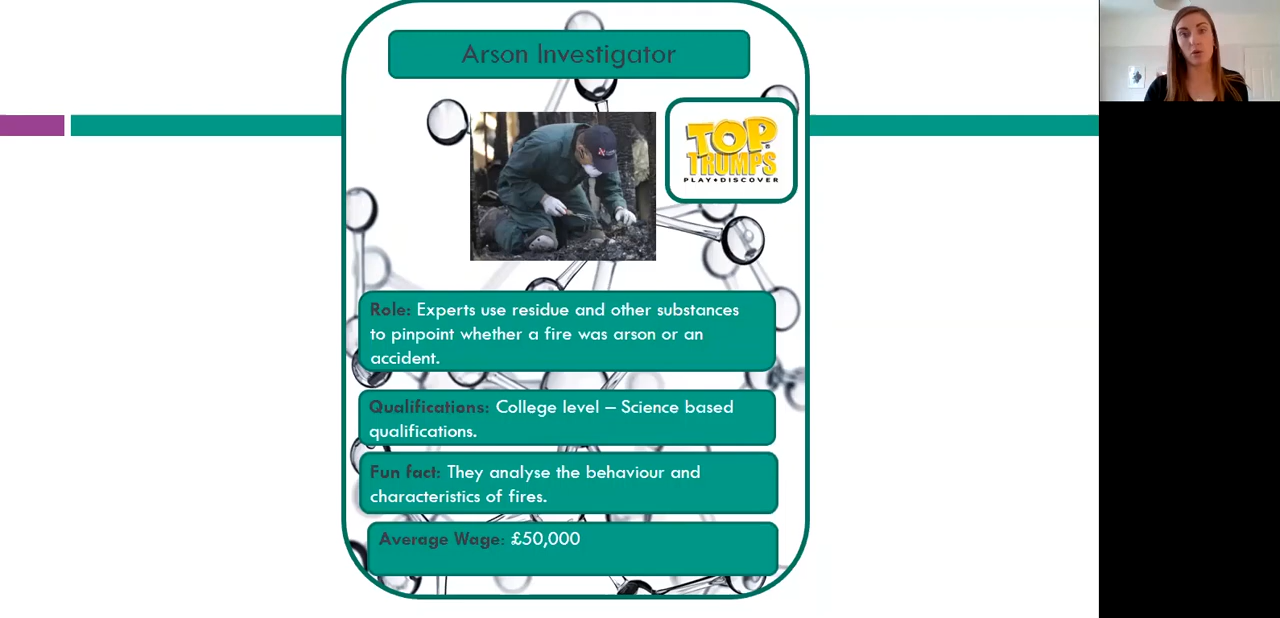 Arson Investigator
TOP
TRUMPS
PLAY•DISCOVER
Role: Experts use residue and other substances
to pinpoint whether a fire was arson or an
accident.
Qualifications: College level – Science based
qualifications.
Fun fact: They analyse the behaviour and
characteristics of fires.
Average Wage: £50,000